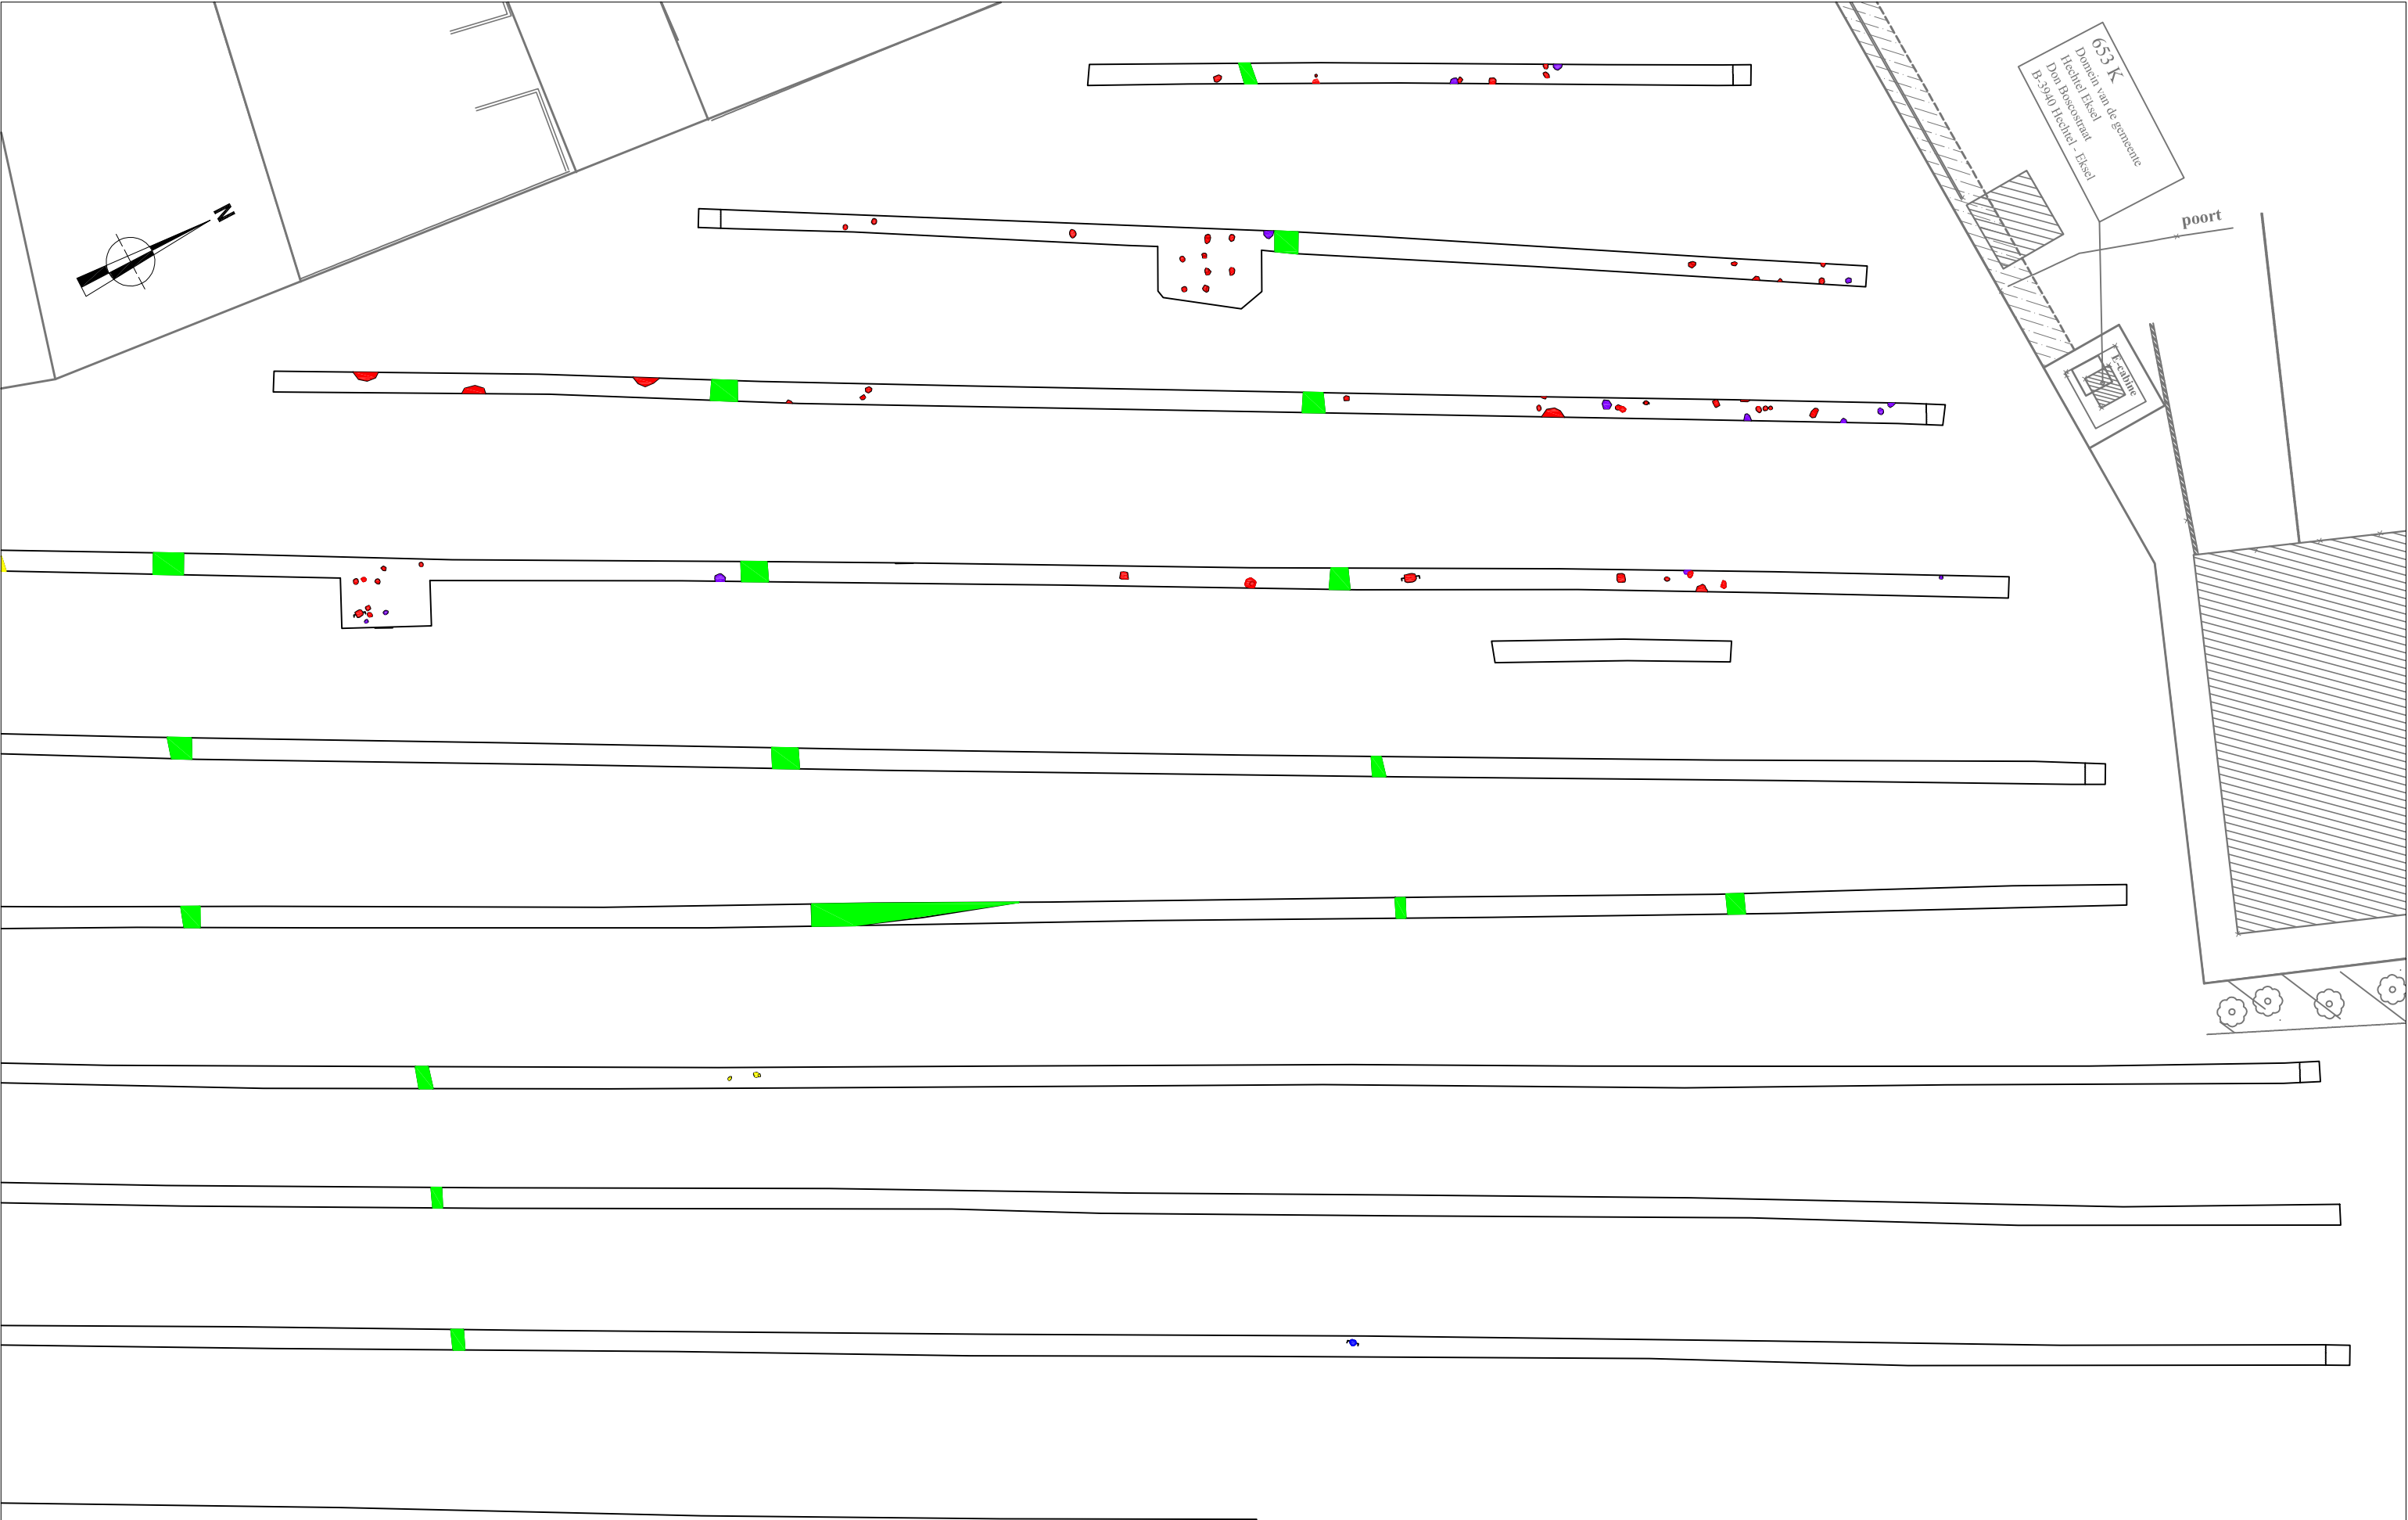 653 K
Domein van de gemeente
Hechtel Eksel
Don Boscostraat
B-3940 Hechtel - Eksel
poort
N
E-cabine